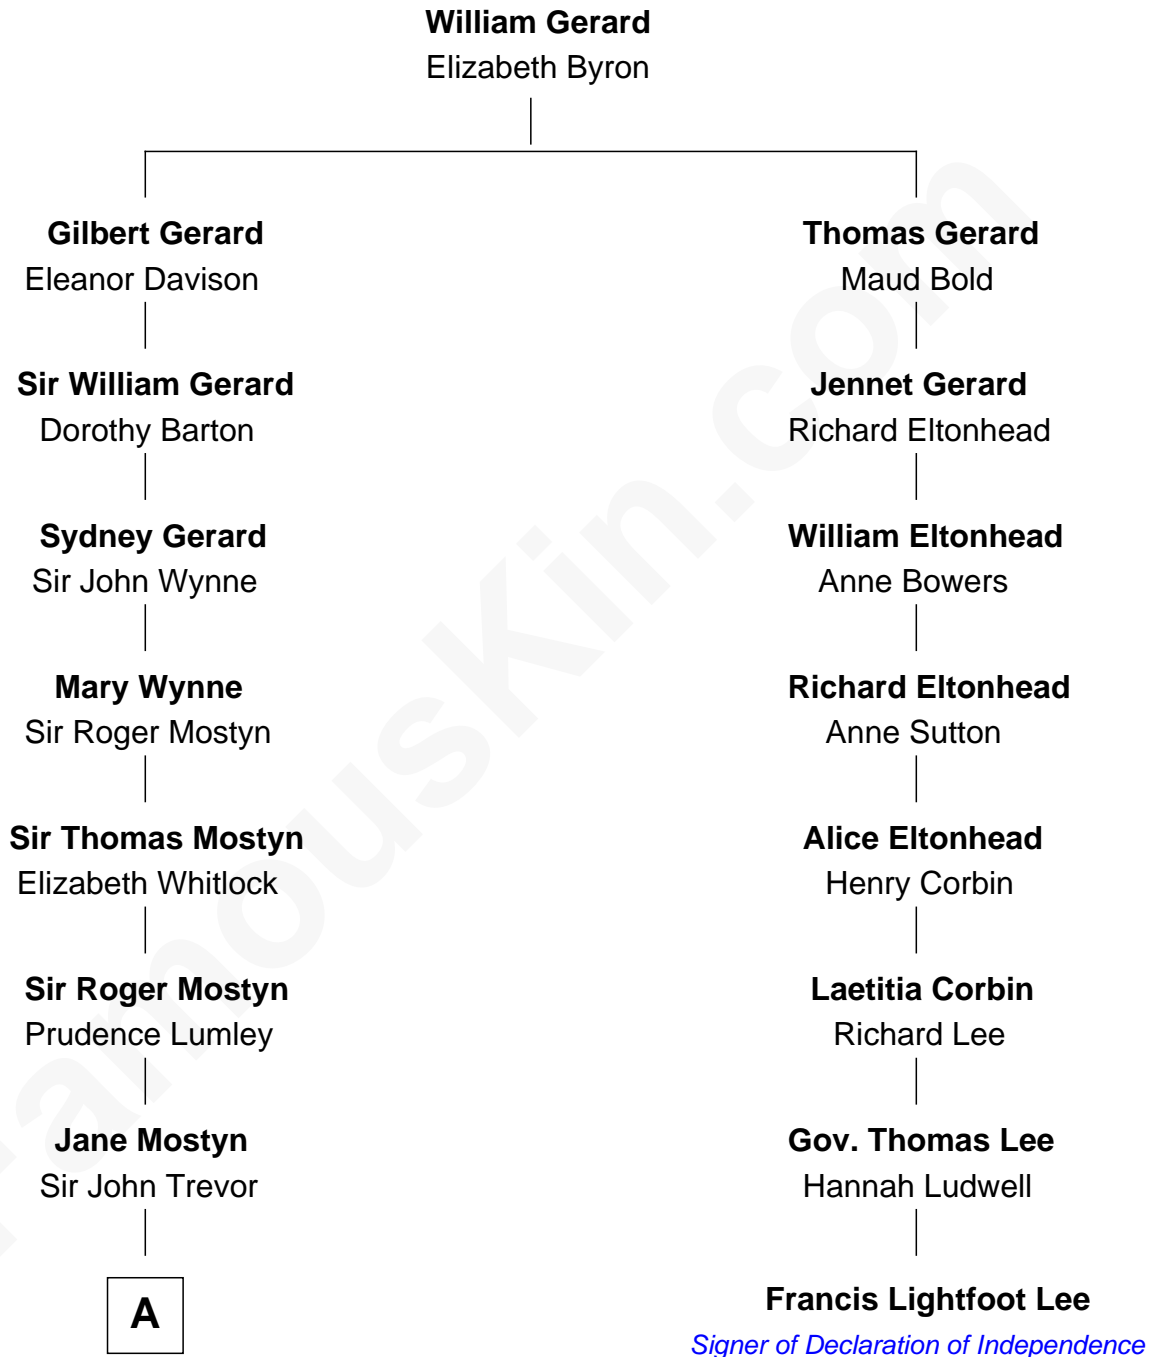 William Gerard
Elizabeth Byron
Gilbert Gerard
Eleanor Davison
Thomas Gerard
Maud Bold
Sir William Gerard
Dorothy Barton
Jennet Gerard
Richard Eltonhead
Sydney Gerard
Sir John Wynne
William Eltonhead
Anne Bowers
Mary Wynne
Sir Roger Mostyn
Richard Eltonhead
Anne Sutton
Sir Thomas Mostyn
Elizabeth Whitlock
Alice Eltonhead
Henry Corbin
Sir Roger Mostyn
Prudence Lumley
Laetitia Corbin
Richard Lee
Jane Mostyn
Sir John Trevor
Gov. Thomas Lee
Hannah Ludwell
A
Francis Lightfoot Lee
Signer of Declaration of Independence
FamousKin.com